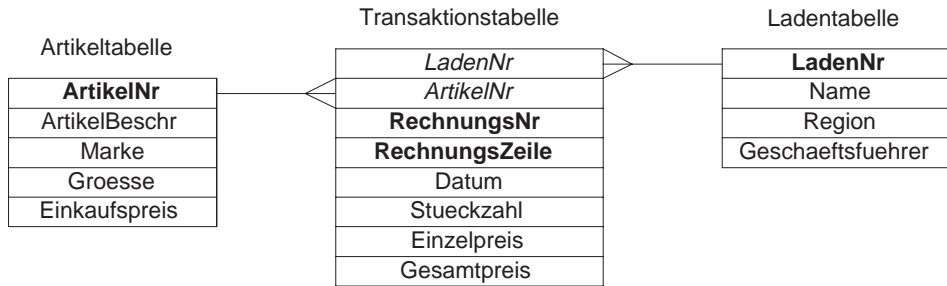 Artikeltabelle
ArtikelNr
ArtikelBeschr
Marke
Groesse
Einkaufspreis
Transaktionstabelle
LadenNr
ArtikelNr
RechnungsNr
RechnungsZeile
Datum
Stueckzahl
Einzelpreis
Gesamtpreis
Ladentabelle
LadenNr
Name
Region
Geschaeftsfuehrer